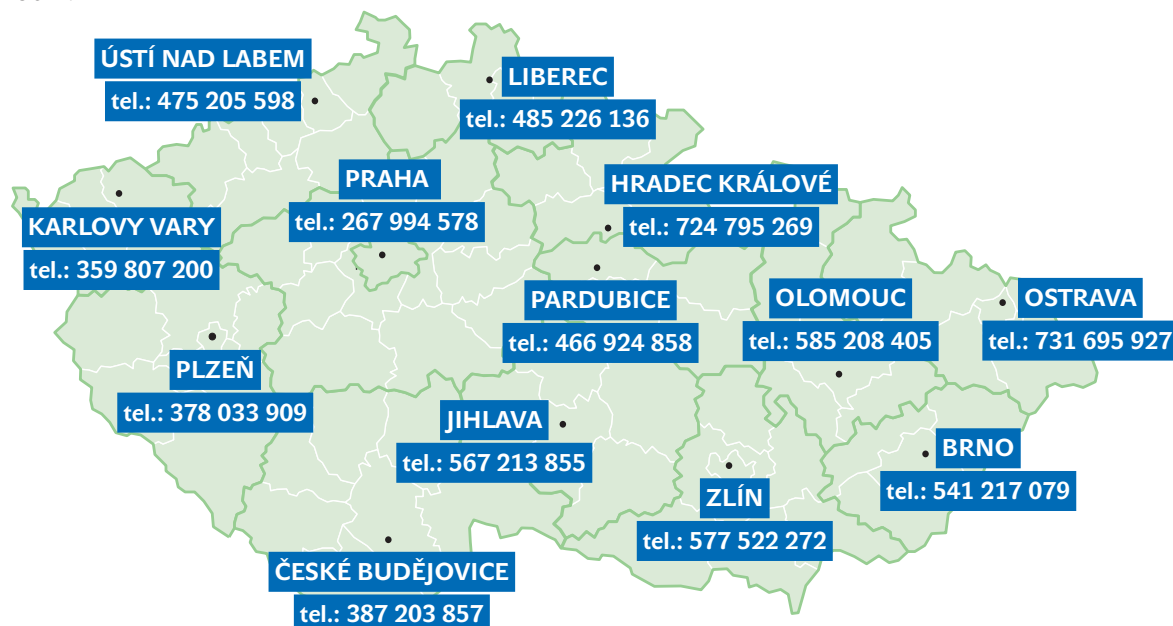 ÚSTÍ NAD LABEM
tel.: 475 205 598
LIBEREC
tel.: 485 226 136
PRAHA
tel.: 267 994 578
HRADEC KRÁLOVÉ
tel.: 724 795 269
KARLOVY VARY
tel.: 359 807 200
PARDUBICE
tel.: 466 924 858
OLOMOUC
tel.: 585 208 405
OSTRAVA
tel.: 731 695 927
PLZEŇ
tel.: 378 033 909
JIHLAVA
tel.: 567 213 855
BRNO
tel.: 541 217 079
ZLÍN
tel.: 577 522 272
ČESKÉ BUDĚJOVICE
tel.: 387 203 857